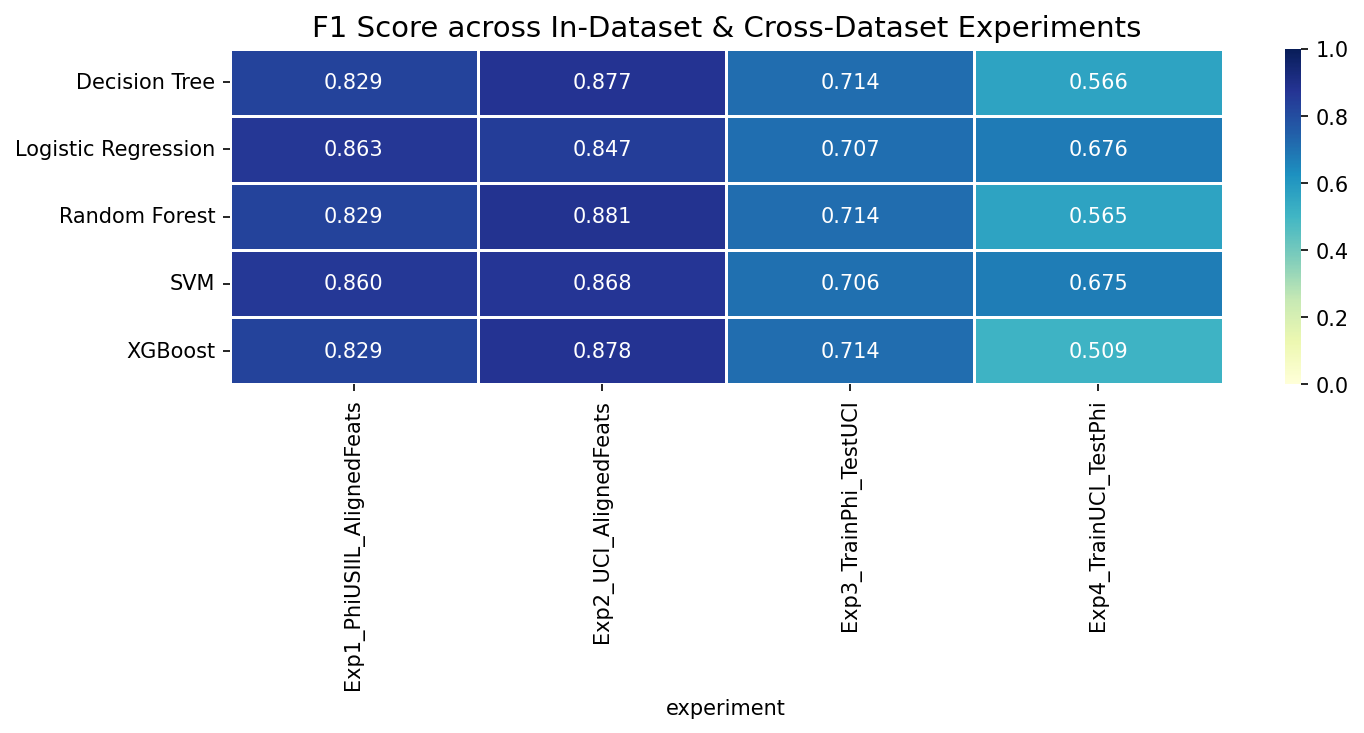 F1 Score across In-Dataset & Cross-Dataset Experiments
Decision Tree 0.829 0.877 0.714 0.566
Logistic Regression 0.863 0.847 0.707 0.676
Random Forest 0.829 0.881 0.714 0.565
SVM 0.860 0.868 0.706 0.675
XGBoost 0.829 0.878 0.714 0.509
Exp1_PhiUSIIL_AlignedFeats
Exp2_UCI_AlignedFeats
Exp3_TrainPhi_TestUCI
Exp4_TrainUCI_TestPhi
experiment
1.0
0.8
0.6
0.4
0.2
0.0